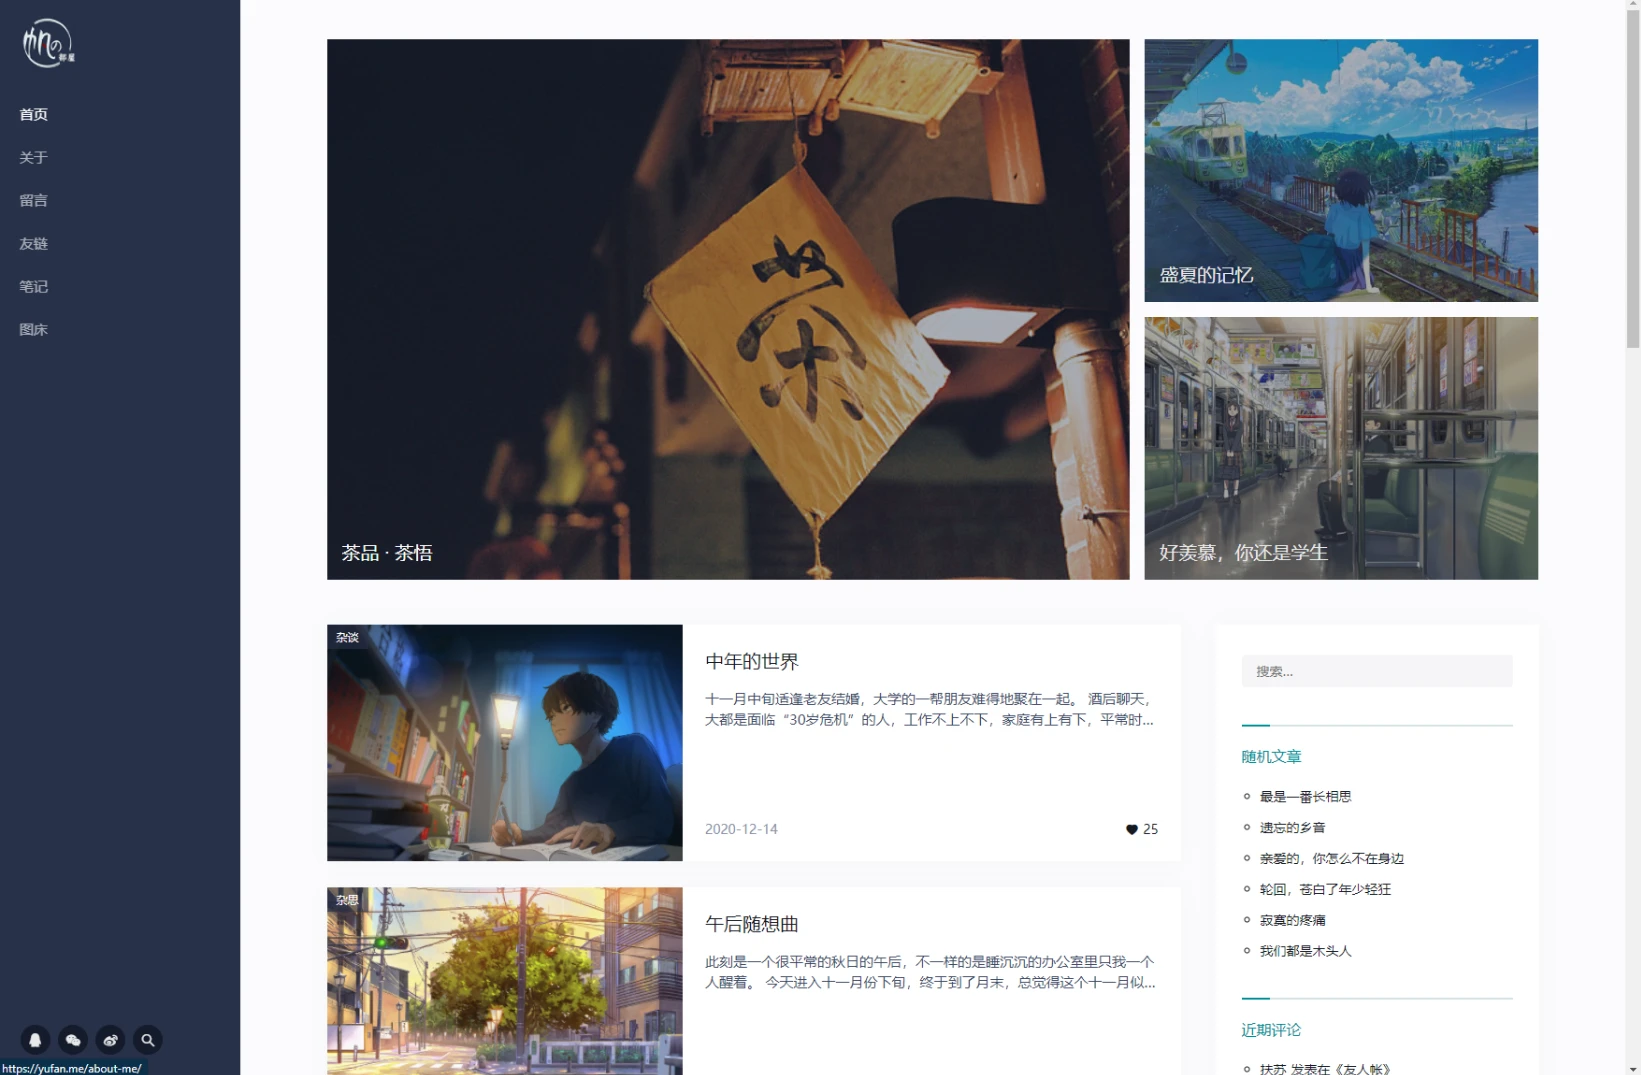 帆の
部屋
首页
关于
留言
友链
笔记
图床
https://yufan.me/about-me/
茶
茶品 · 茶悟
盛夏的记忆
好羡慕，你还是学生
杂谈
中年的世界
十一月中旬适逢老友结婚，大学的一帮朋友难得地聚在一起。 酒后聊天，
大都是面临“30岁危机”的人，工作不上不下，家庭有上有下，平常时...
2020-12-14
25
杂思
午后随想曲
此刻是一个很平常的秋日的午后，不一样的是睡沉沉的办公室里只我一个
人醒着。 今天进入十一月份下旬，终于到了月末，总觉得这个十一月似...
搜索...
随机文章
最是一番长相思
遗忘的乡音
亲爱的，你怎么不在身边
轮回，苍白了年少轻狂
寂寞的疼痛
我们都是木头人
近期评论
扶苏 发表在《友人帐》